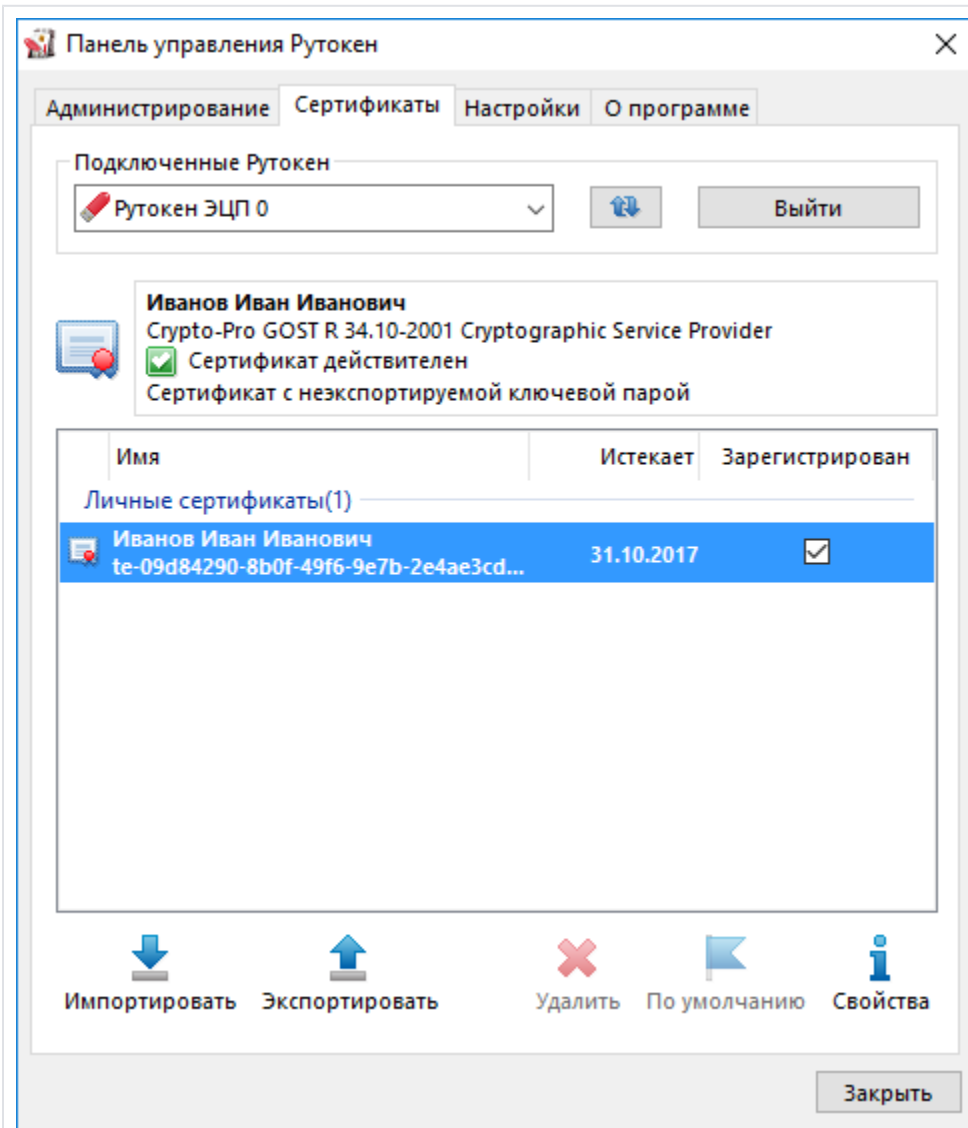 Панель управления Рутокен
Администрирование Сертификаты Настройки О программе
Подключенные Рутокен
Рутокен ЭЦП 0 Выйти
Иванов Иван Иванович
Crypto-Pro GOST R 34.10-2001 Cryptographic Service Provider
Сертификат действителен
Сертификат с неэкспортируемой ключевой парой
Имя Истекает Зарегистрирован
Личные сертификаты(1)
Иванов Иван Иванович
te-09d84290-8b0f-49f6-9e7b-2e4ae3cd... 31.10.2017
Импортировать Экспортировать Удалить По умолчанию Свойства
Закрыть